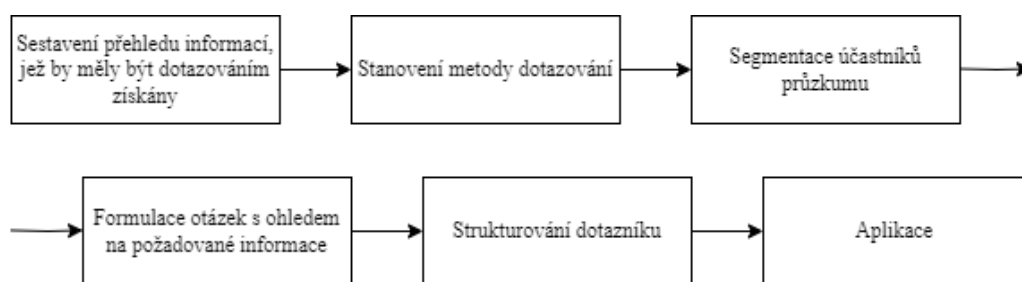 Sestavení přehledu informací,
jež by měly být dotazováním
získány
Stanovení metody dotazování
Segmentace účastníků
průzkumu
Formulace otázek s ohledem
na požadované informace
Strukturování dotazníku
Aplikace